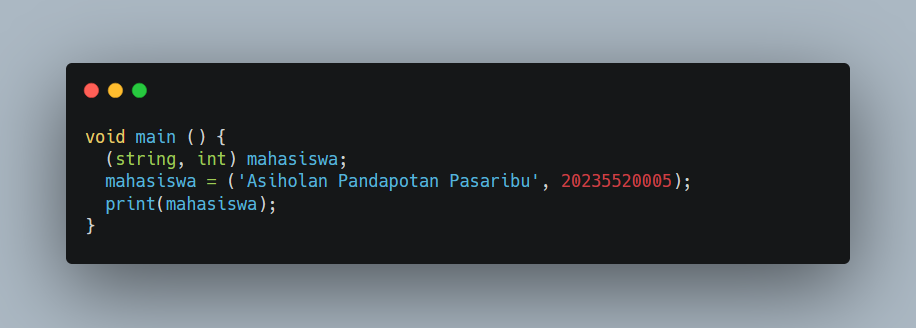 void main () {
  (string, int) mahasiswa;
  mahasiswa = ('Asiholan Pandapotan Pasaribu', 20235520005);
  print(mahasiswa);
}